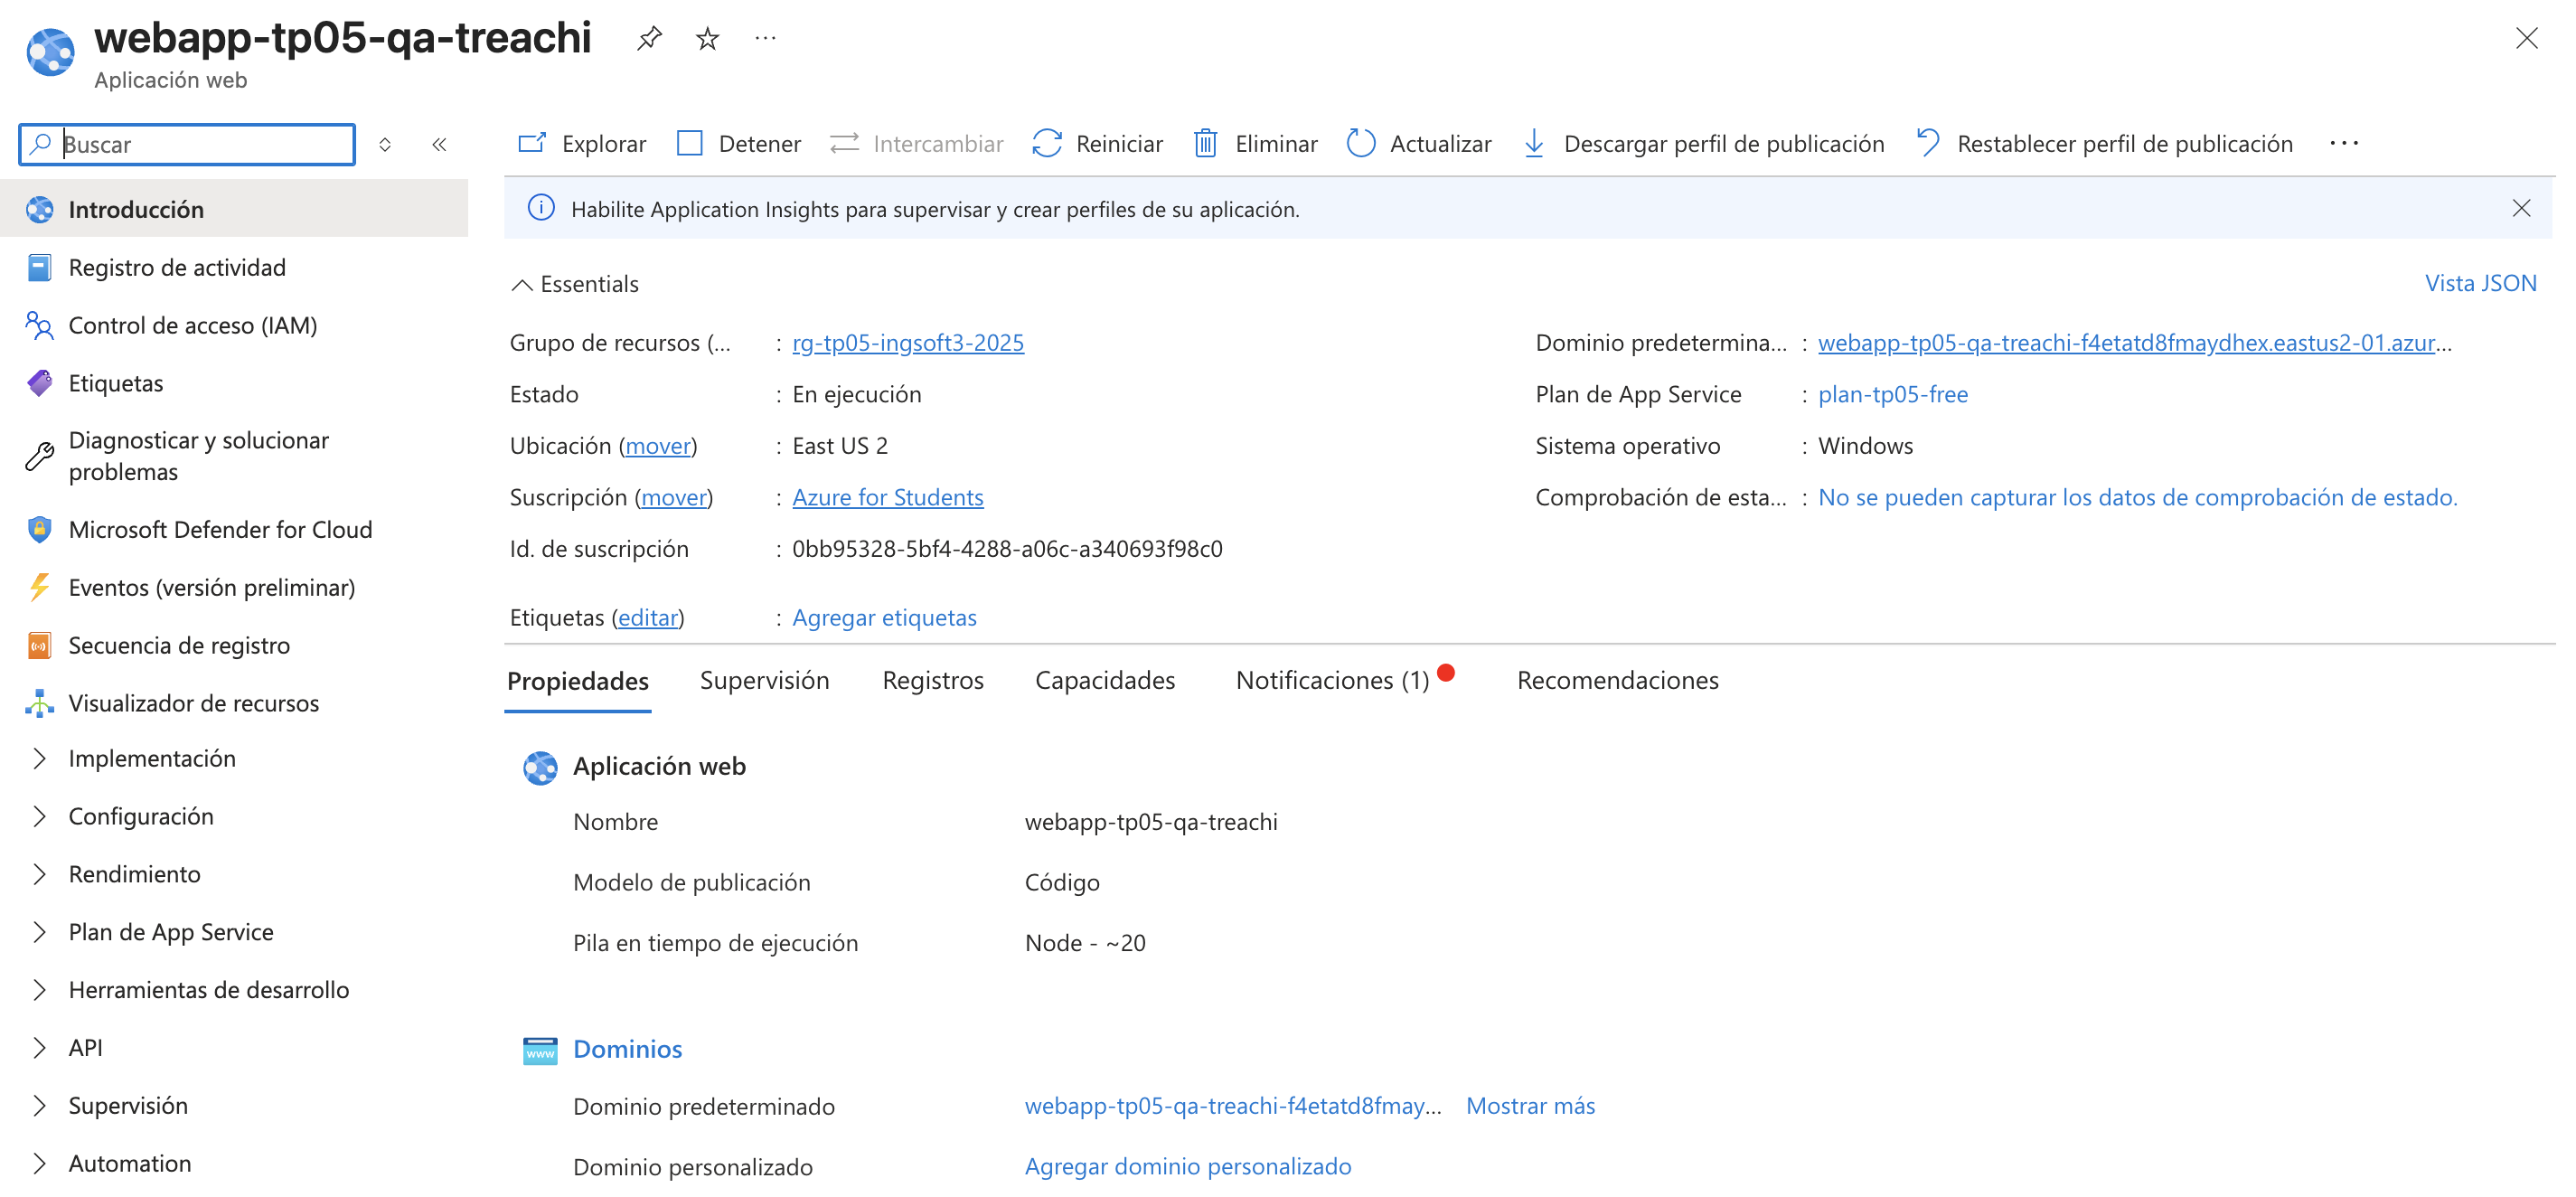 webapp-tp05-qa-treachi
Aplicación web
Buscar
Introducción
Registro de actividad
Control de acceso (IAM)
Etiquetas
Diagnosticar y solucionar
problemas
Microsoft Defender for Cloud
Eventos (versión preliminar)
Secuencia de registro
Visualizador de recursos
Implementación
Configuración
Rendimiento
Plan de App Service
Herramientas de desarrollo
API
Supervisión
Automation
Explorar Detener Intercambiar Reiniciar Eliminar Actualizar Descargar perfil de publicación Restablecer perfil de publicación ...
Habilite Application Insights para supervisar y crear perfiles de su aplicación.
Essentials Vista JSON
Grupo de recursos (... : rg-tp05-ingsoft3-2025
Estado : En ejecución
Ubicación (mover) : East US 2
Suscripción (mover) : Azure for Students
Id. de suscripción : 0bb95328-5bf4-4288-a06c-a340693f98c0
Etiquetas (editar) : Agregar etiquetas
Dominio predetermina... : webapp-tp05-qa-treachi-f4etatd8fmaydhex.eastus2-01.azur...
Plan de App Service : plan-tp05-free
Sistema operativo : Windows
Comprobación de esta... : No se pueden capturar los datos de comprobación de estado.
Propiedades Supervisión Registros Capacidades Notificaciones (1) Recomendaciones
Aplicación web
Nombre webapp-tp05-qa-treachi
Modelo de publicación Código
Pila en tiempo de ejecución Node - ~20
www Dominios
Dominio predeterminado webapp-tp05-qa-treachi-f4etatd8fmay... Mostrar más
Dominio personalizado Agregar dominio personalizado